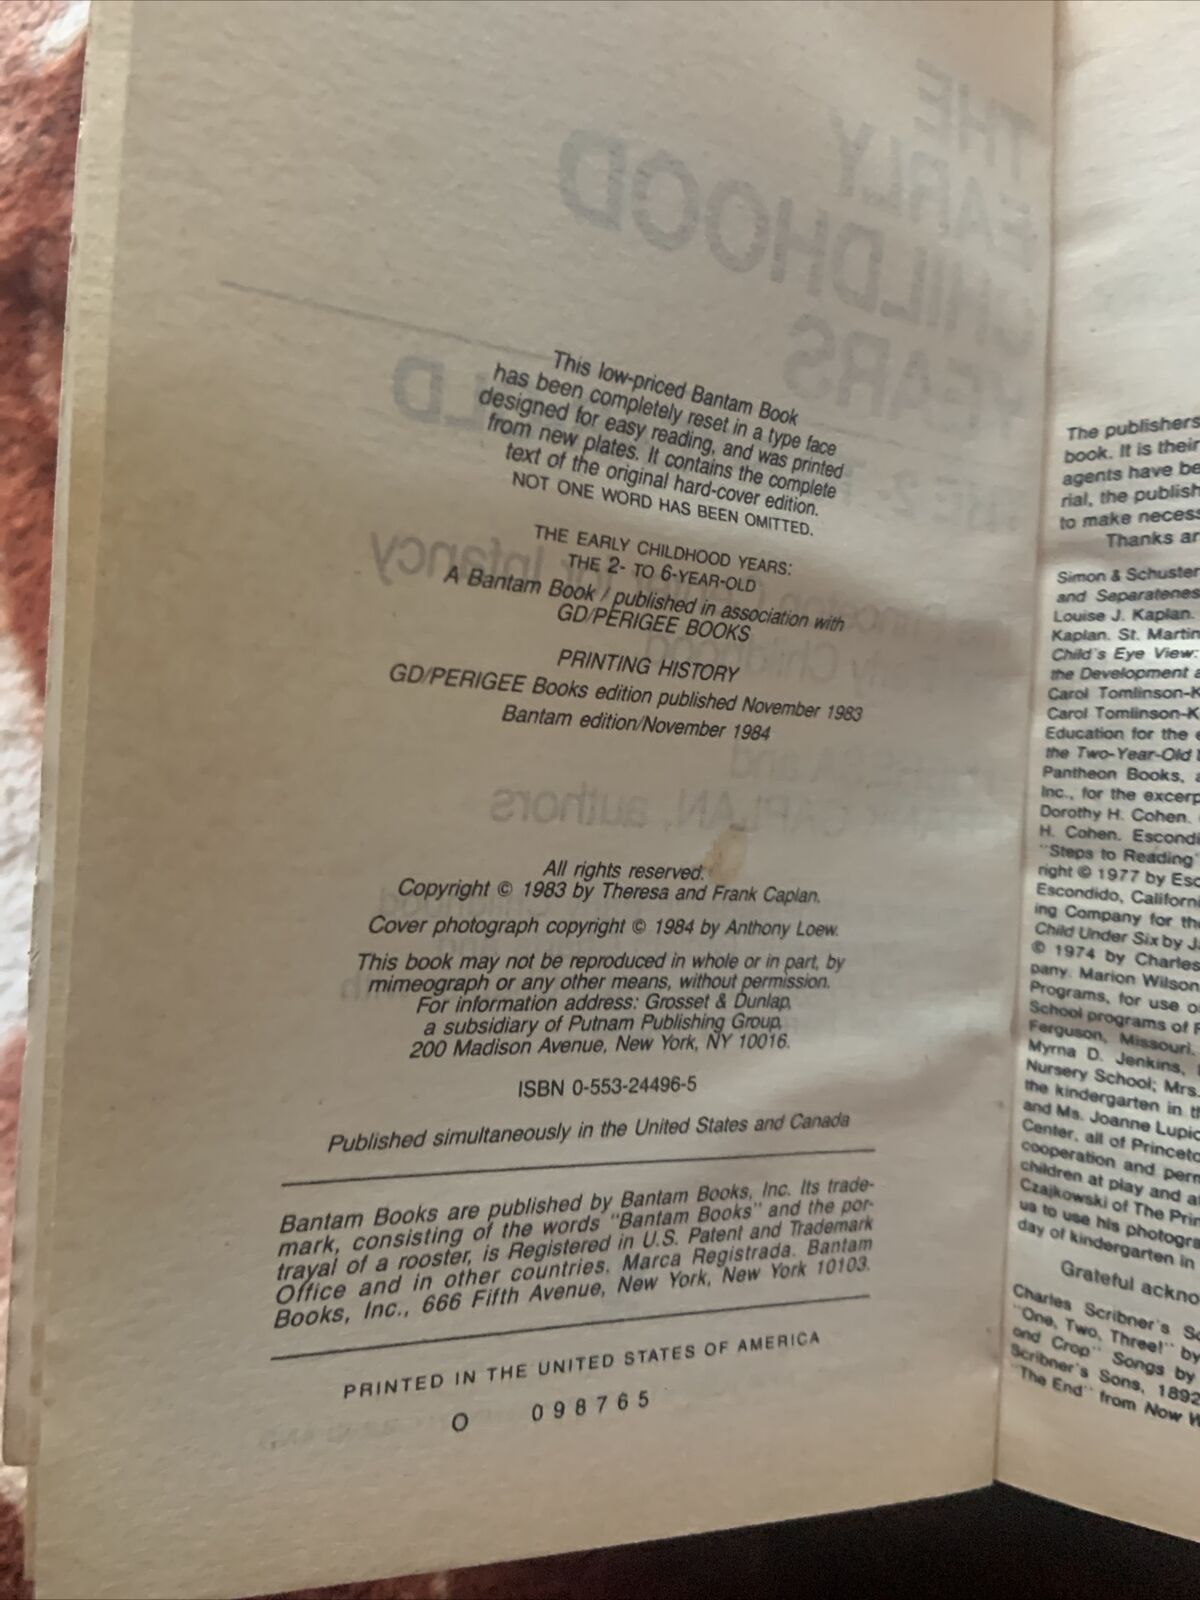 This low-priced Bantam Book
has been completely reset in a type face
designed for easy reading, and was printed
from new plates. It contains the complete
text of the original hard-cover edition.
NOT ONE WORD HAS BEEN OMITTED.
THE EARLY CHILDHOOD YEARS:
THE 2- TO 6-YEAR-OLD
A Bantam Book / published in association with
GD/PERIGEE BOOKS
PRINTING HISTORY
GD/PERIGEE Books edition published November 1983
Bantam edition/November 1984
All rights reserved.
Copyright © 1983 by Theresa and Frank Caplan.
Cover photograph copyright © 1984 by Anthony Loew.
This book may not be reproduced in whole or in part, by
mimeograph or any other means, without permission.
For information address: Grosset & Dunlap,
a subsidiary of Putnam Publishing Group,
200 Madison Avenue, New York, NY 10016.
ISBN 0-553-24496-5
Published simultaneously in the United States and Canada
Bantam Books are published by Bantam Books, Inc. Its trade-
mark, consisting of the words "Bantam Books" and the por-
trayal of a rooster, is Registered in U.S. Patent and Trademark
Office and in other countries. Marca Registrada. Bantam
Books, Inc., 666 Fifth Avenue, New York, New York 10103.
PRINTED IN THE UNITED STATES OF AMERICA
O 0 9 8 7 6 5
The publishers
book. It is their
agents have be
rial, the publish
to make necess
Thanks ar
Simon & Schuster
and Separatenes
Louise J. Kaplan.
Kaplan. St. Martin
Child's Eye View:
the Development a
Carol Tomlinson-K
Carol Tomlinson-K
Education for the e
the Two-Year-Old
Pantheon Books, a
Inc., for the excerp
Dorothy H. Cohen.
H. Cohen. Escondi
"Steps to Reading"
right © 1977 by Esc
Escondido, Californi
ing Company for the
Child Under Six by Ja
© 1974 by Charles
pany. Marion Wilson
Programs, for use o
School programs of F
Ferguson, Missouri.
Myrna D. Jenkins,
Nursery School; Mrs.
the kindergarten in th
and Ms. Joanne Lupic
Center, all of Princeto
cooperation and perm
children at play and a
Czajkowski of The Prin
us to use his photogra
day of kindergarten in
Grateful ackno
Charles Scribner's So
"One, Two, Three!" by
and Crop" Songs by
Scribner's Sons, 1892
"The End" from Now W